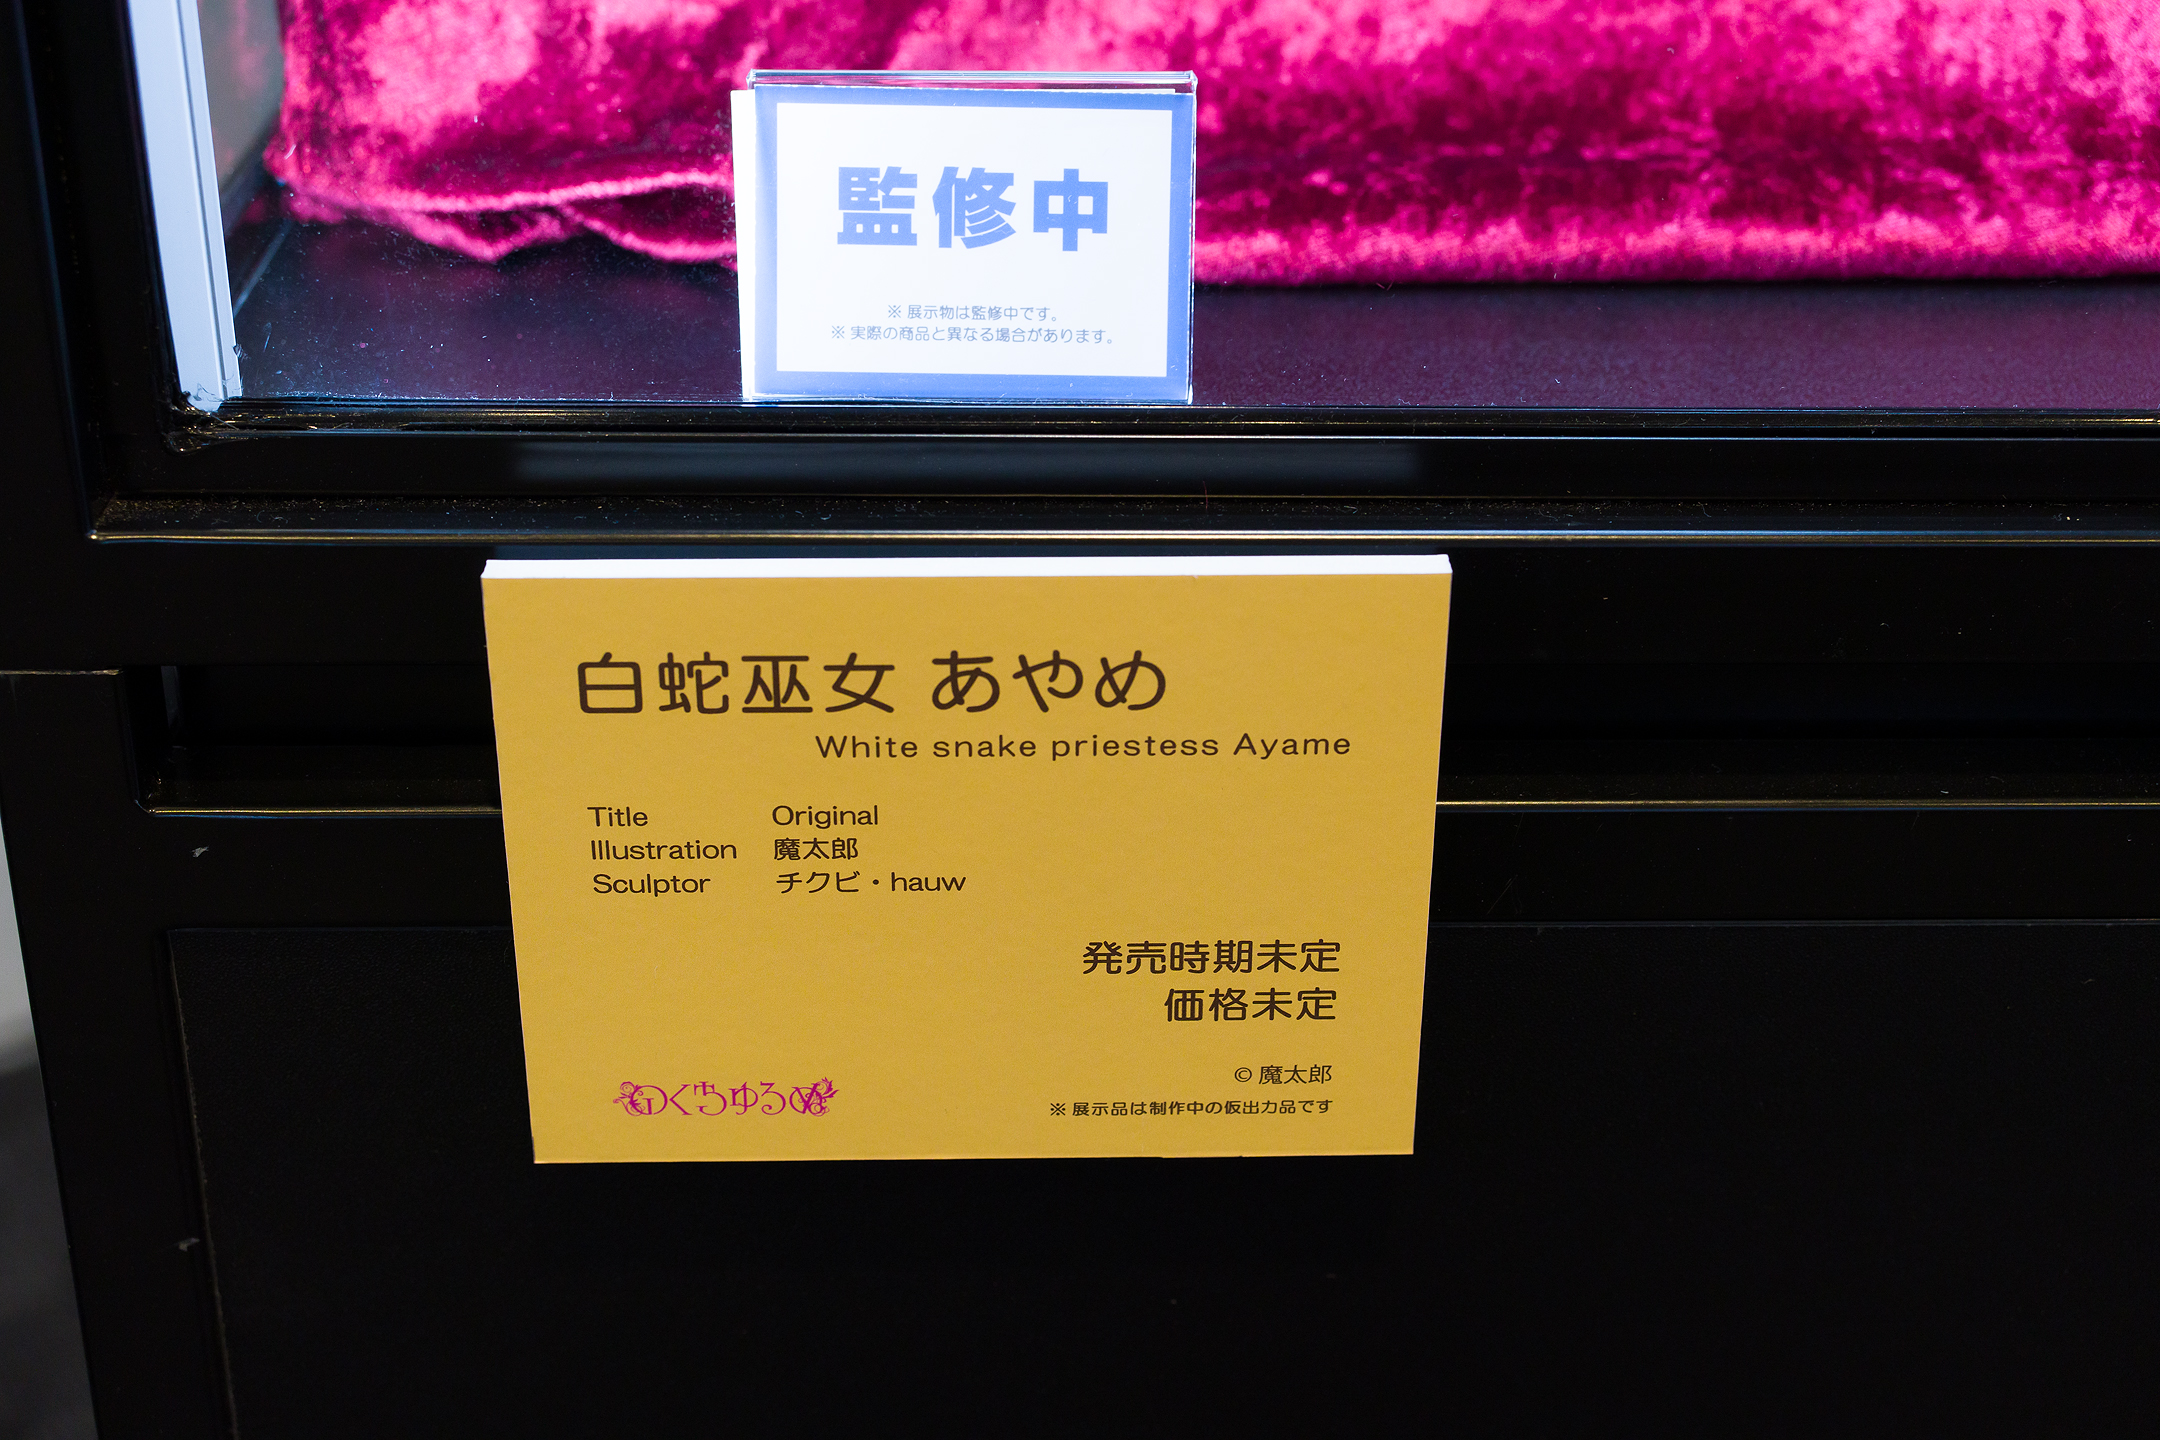 監修中
※ 展示物は監修中です。
※ 実際の商品と異なる場合があります。
白蛇巫女 あやめ
White snake priestess Ayame
Title Original
Illustration 魔太郎
Sculptor チクビ・hauw
発売時期未定
価格未定
© 魔太郎
※ 展示品は制作中の仮出力品です